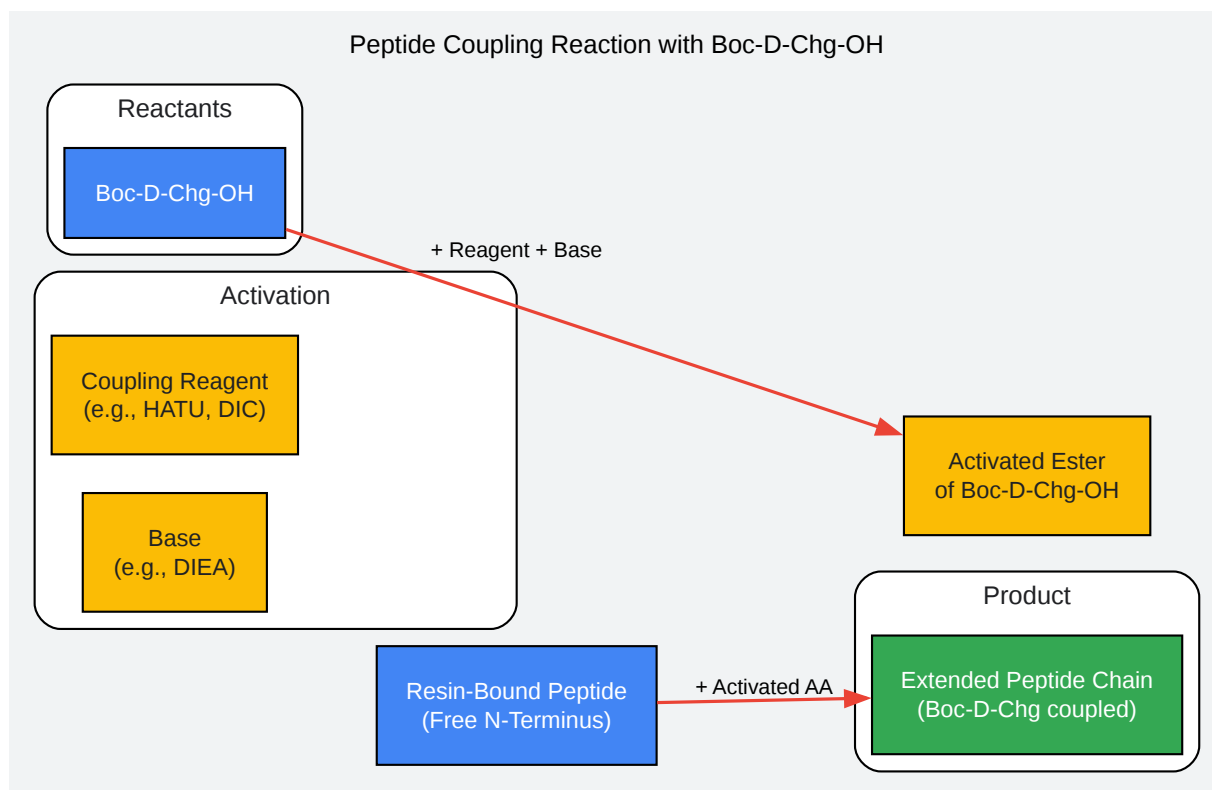 Peptide Coupling Reaction with Boc-D-Chg-OH
Reactants
Boc-D-Chg-OH
+ Reagent + Base
Activation
Coupling Reagent
(e.g., HATU, DIC)
Base
(e.g., DIEA)
Activated Ester
of Boc-D-Chg-OH
Resin-Bound Peptide
(Free N-Terminus)
+ Activated AA
Product
Extended Peptide Chain
(Boc-D-Chg coupled)